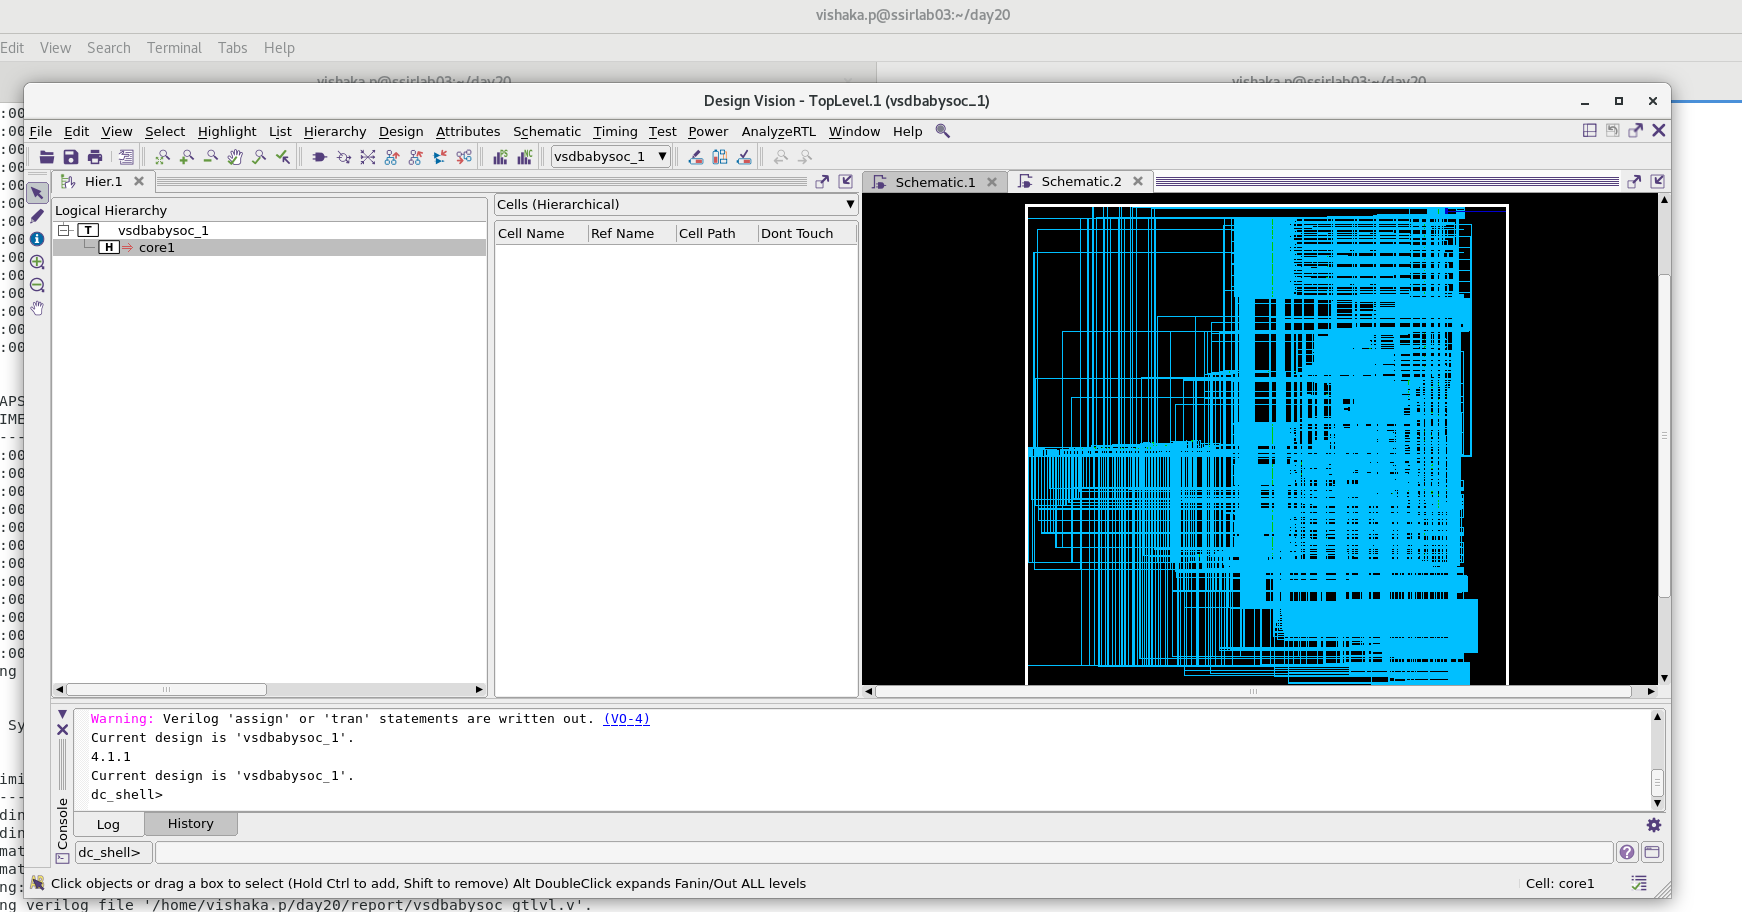 vishaka.p@ssirlab03:~/day20
Edit View Search Terminal Tabs Help
vishaka.p@ssirlab03:~/day20 vishaka.p@ssirlab03:~/day20
Design Vision - TopLevel.1 (vsdbabysoc_1)
File Edit View Select Highlight List Hierarchy Design Attributes Schematic Timing Test Power AnalyzeRTL Window Help
vsdbabysoc_1
Hier.1
Schematic.1 Schematic.2
Logical Hierarchy
T vsdbabysoc_1
H core1
Cells (Hierarchical)
Cell Name Ref Name Cell Path Dont Touch
:00
:00
:00
:00
:00
:00
:00
:00
:00
:00
:00
:00
:00
:00
APS
IME
---
:00
:00
:00
:00
:00
:00
:00
:00
:00
:00
:00
:00
ng
Sy
imi
---
din
din
mat
mat
ng:
Warning: Verilog 'assign' or 'tran' statements are written out. (VO-4)
Current design is 'vsdbabysoc_1'.
4.1.1
Current design is 'vsdbabysoc_1'.
dc_shell>
Console
Log History
dc_shell>
Click objects or drag a box to select (Hold Ctrl to add, Shift to remove) Alt DoubleClick expands Fanin/Out ALL levels
Cell: core1
ng verilog file '/home/vishaka.p/day20/report/vsdbabysoc_gtlvl.v'.